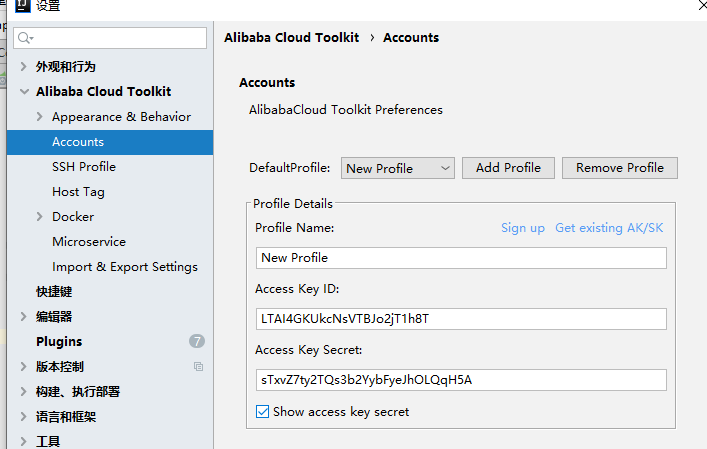 设置
Alibaba Cloud Toolkit › Accounts
外观和行为
Alibaba Cloud Toolkit
Appearance & Behavior
Accounts
SSH Profile
Host Tag
Docker
Microservice
Import & Export Settings
快捷键
编辑器
Plugins 7
版本控制
构建、执行部署
语言和框架
工具
Accounts
AlibabaCloud Toolkit Preferences
DefaultProfile: New Profile Add Profile Remove Profile
Profile Details
Profile Name: Sign up Get existing AK/SK
New Profile
Access Key ID:
LTAI4GKUkcNsVTBJo2jT1h8T
Access Key Secret:
sTxvZ7ty2TQs3b2YybFyeJhOLQqH5A
Show access key secret